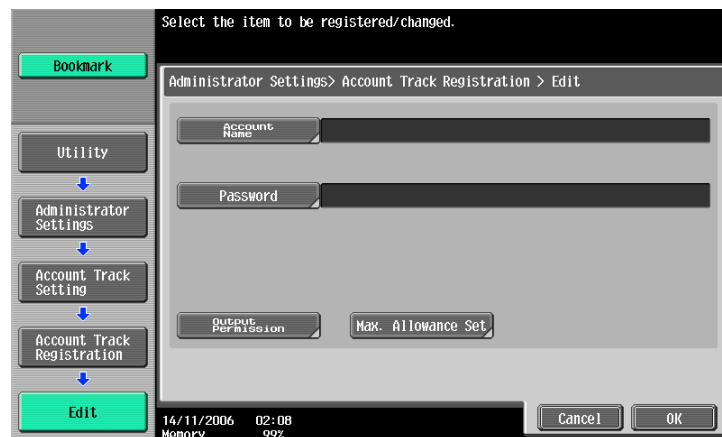 Select the item to be registered/changed.
Bookmark
Administrator Settings> Account Track Registration > Edit
Account
Name
Password
Utility
Administrator
Settings
Account Track
Setting
Account Track
Registration
Edit
Output
Permission
Max. Allowance Set
Cancel
OK
14/11/2006 02:08
Memory 99%